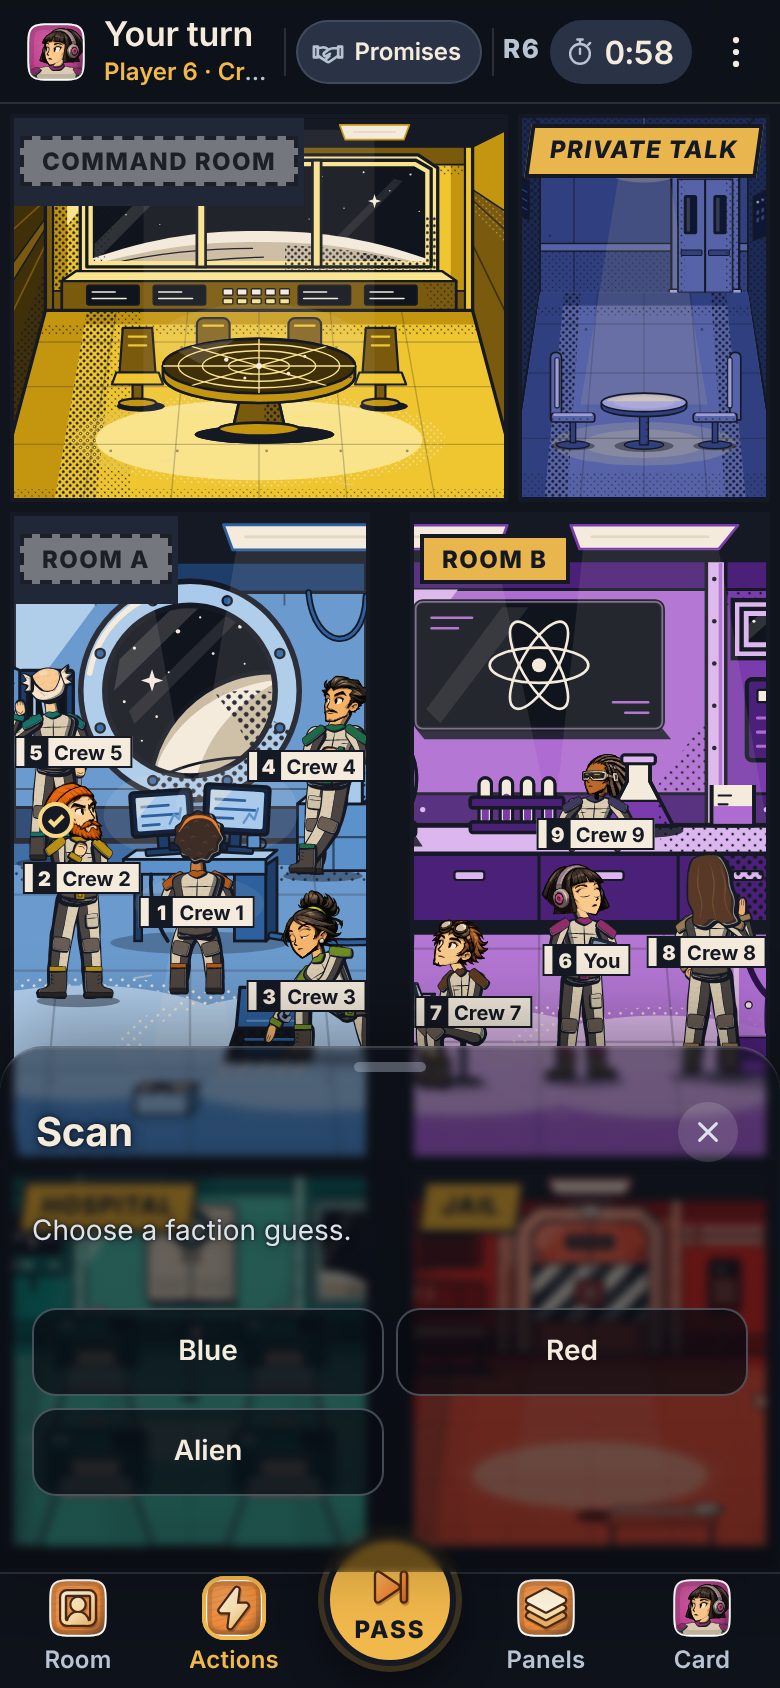 Your turn
Player 6 · Cr...
Promises
R6
0:58
COMMAND ROOM
PRIVATE TALK
ROOM A
ROOM B
5 Crew 5
4 Crew 4
9 Crew 9
2 Crew 2
1 Crew 1
6 You
8 Crew 8
3 Crew 3
7 Crew 7
Scan
HOSPITAL
JAIL
Choose a faction guess.
Blue
Red
Alien
PASS
Room
Actions
Panels
Card